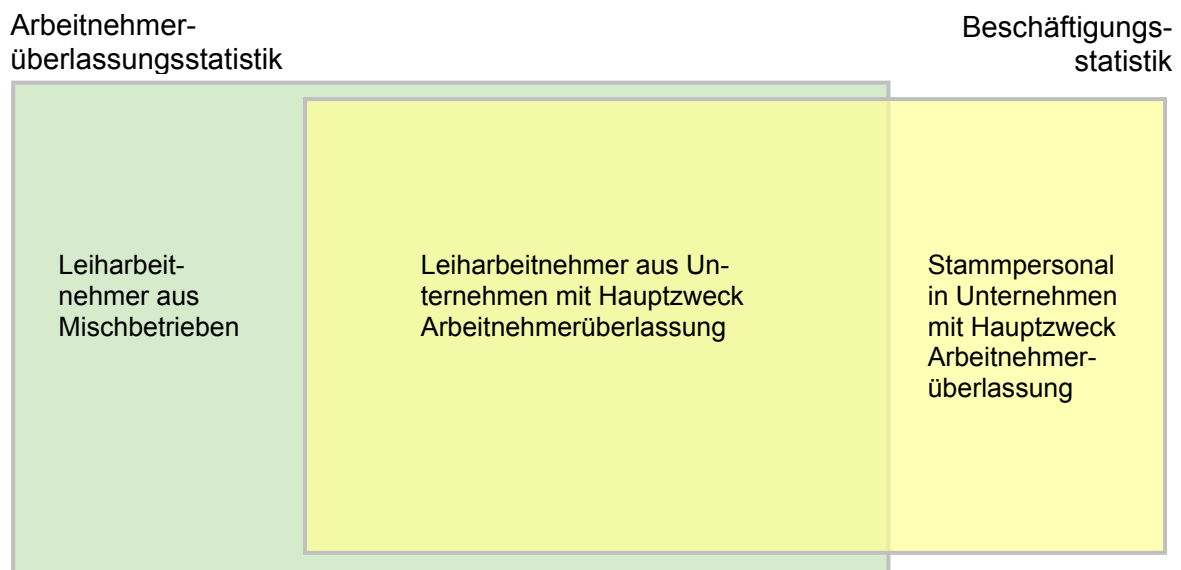 Arbeitnehmer-
überlassungsstatistik
Beschäftigungs-
statistik
Leiharbeit-
nehmer aus
Mischbetrieben
Leiharbeitnehmer aus Un-
ternehmen mit Hauptzweck
Arbeitnehmerüberlassung
Stammpersonal
in Unternehmen
mit Hauptzweck
Arbeitnehmer-
überlassung